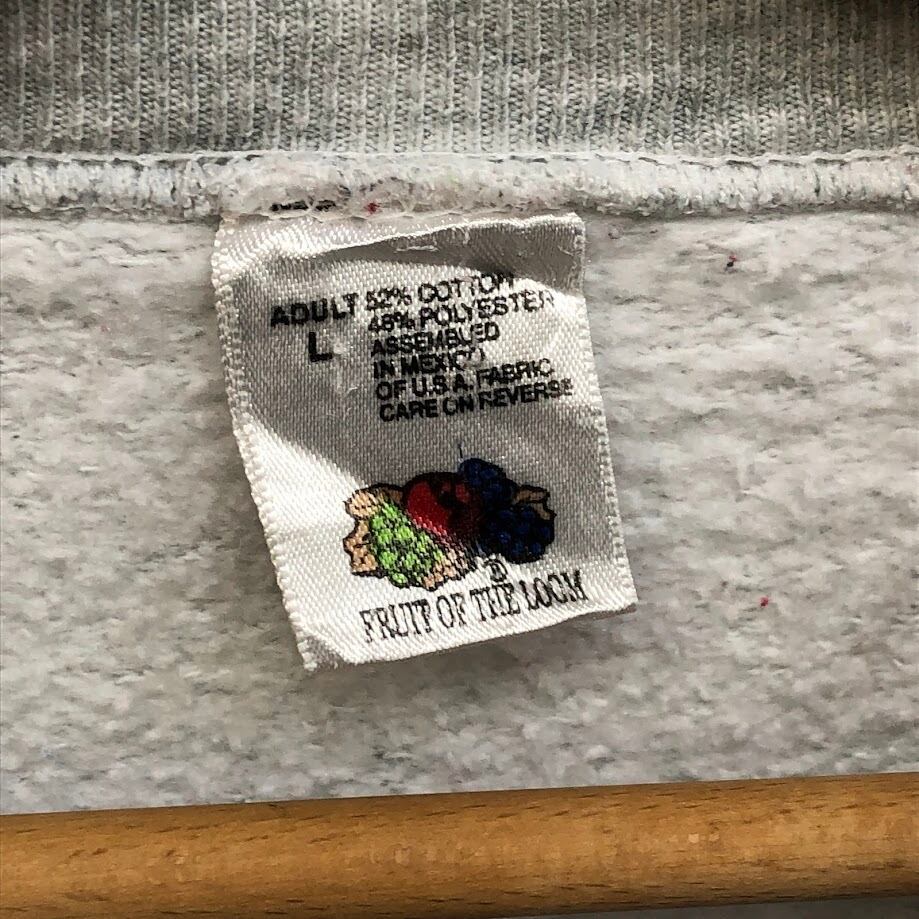 ADULT 52% COTTON
L 48% POLYESTER
ASSEMBLED
IN MEXICO
OF U.S.A. FABRIC
CARE ON REVERSE
®
FRUIT OF THE LOOM